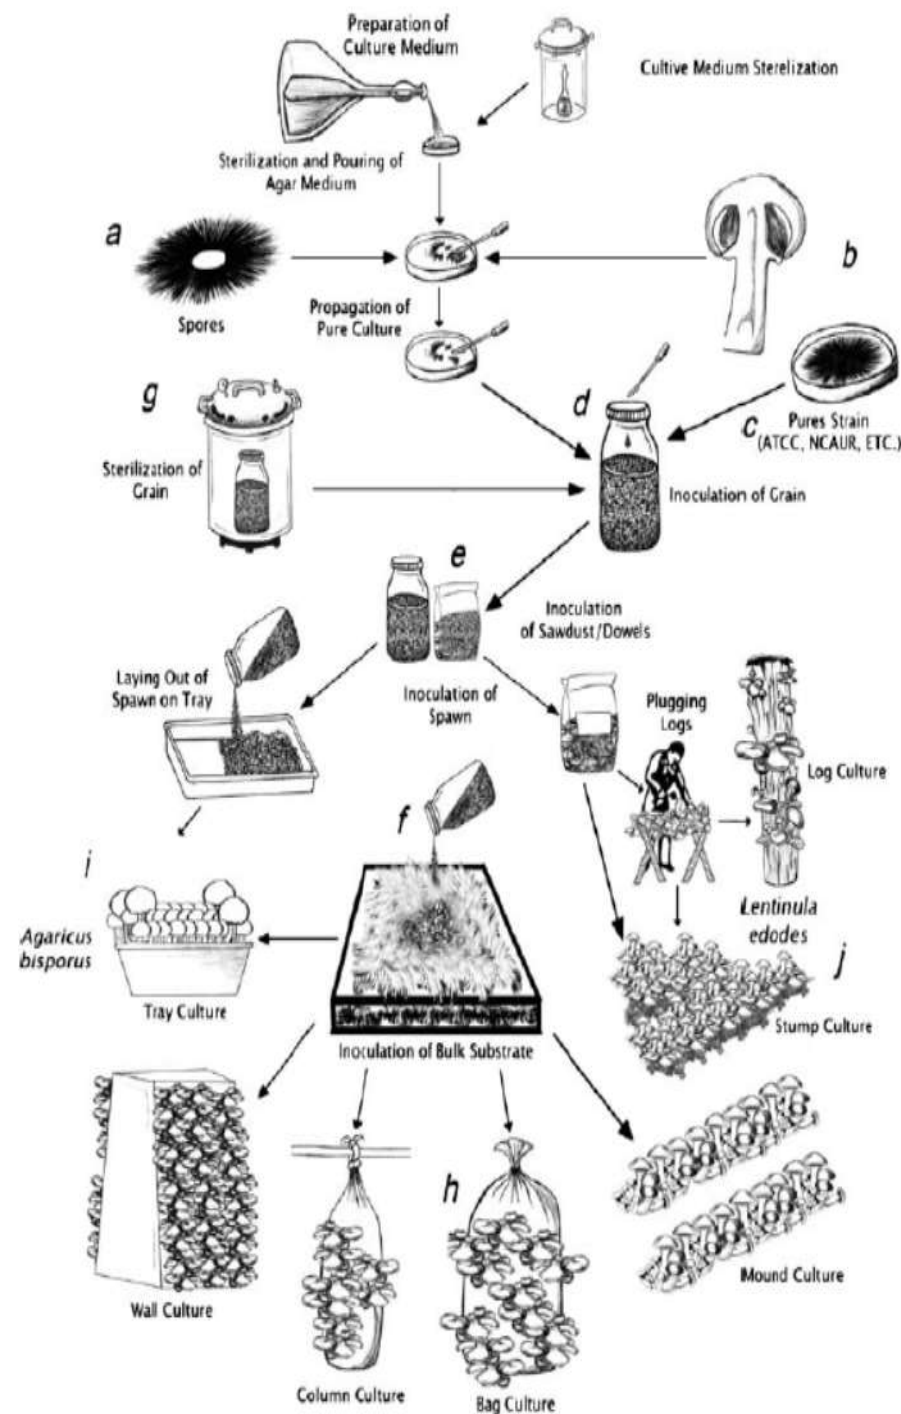 Preparation of
Culture Medium
Cultive Medium Sterelization
Sterilization and Pouring of
Agar Medium
a
Spores
b
Propagation of
Pure Culture
g
Sterilization of
Grain
d
c
Pures Strain
(ATCC, NCAUR, ETC.)
Inoculation of Grain
e
Inoculation
of Sawdust/Dowels
Laying Out of
Spawn on Tray
Inoculation of
Spawn
Plugging
Logs
Log Culture
f
i
Agaricus
bisporus
Tray Culture
Lentinula
edodes
j
Stump Culture
Inoculation of Bulk Substrate
h
Wall Culture
Column Culture
Bag Culture
Mound Culture